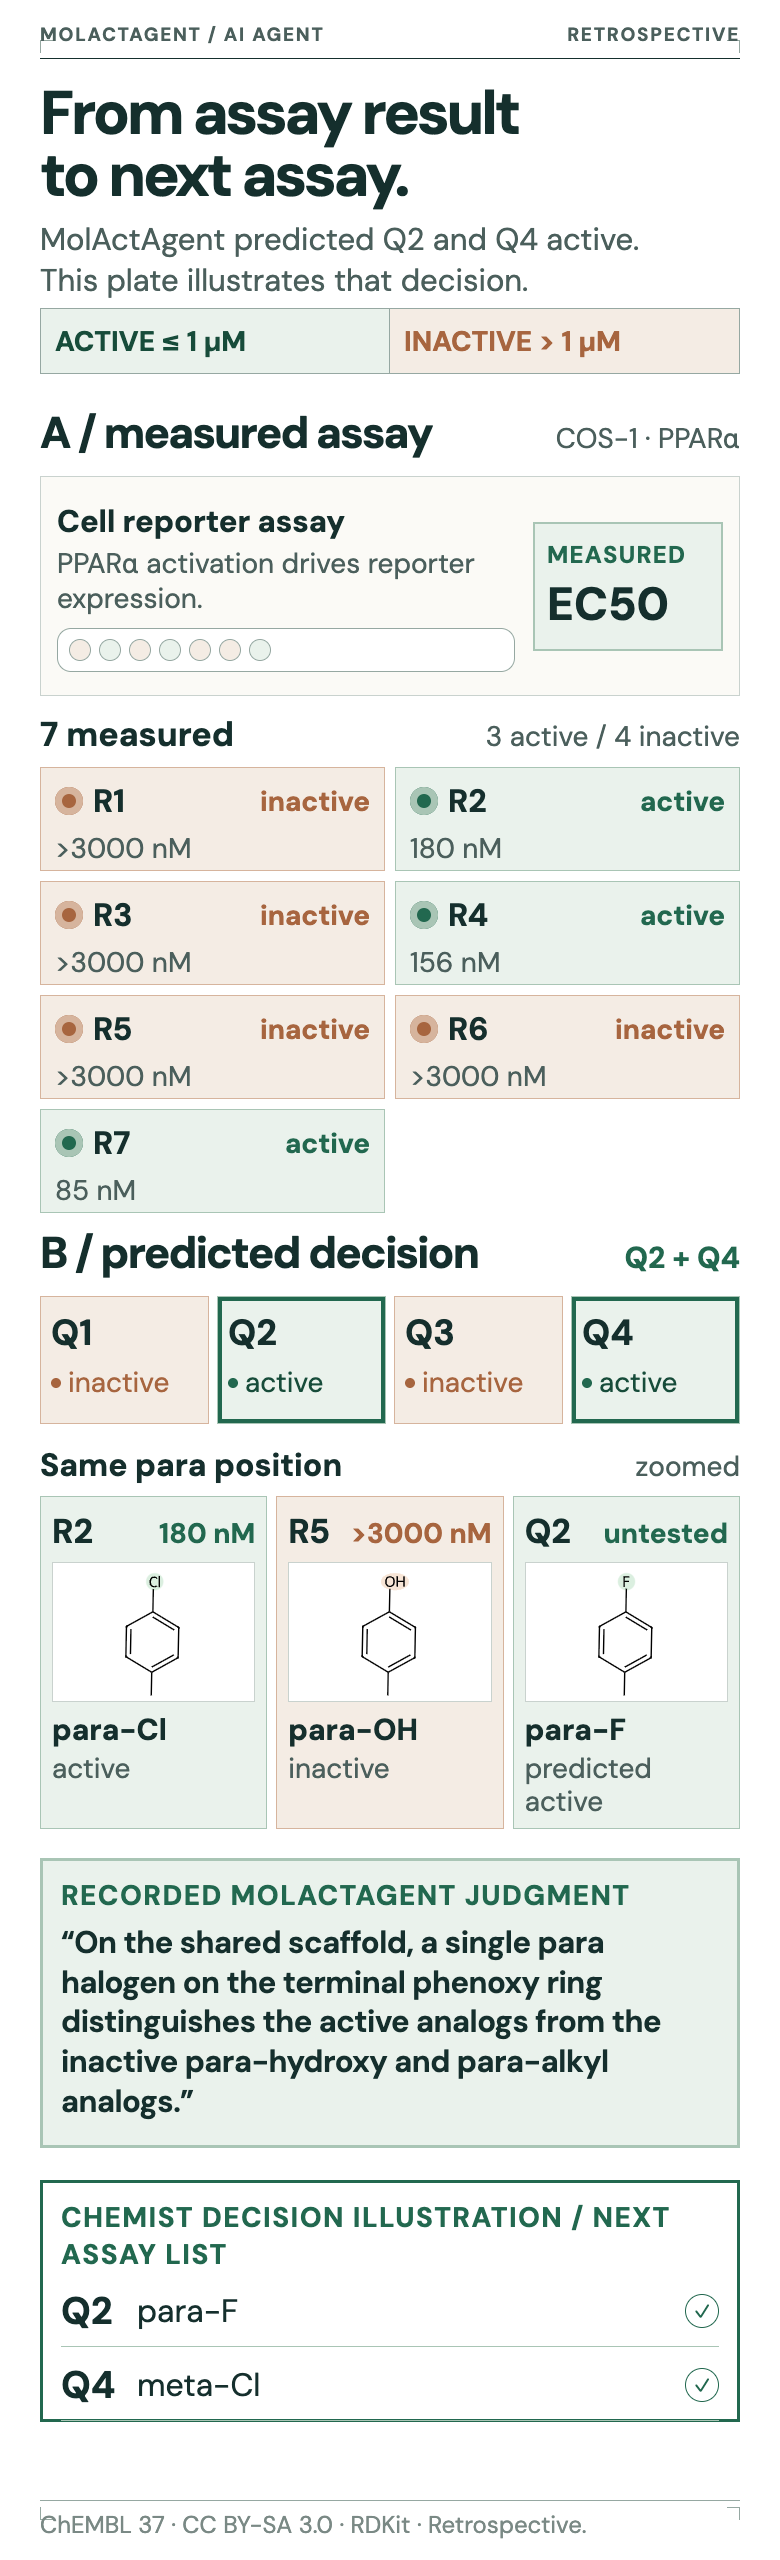 MOLACTAGENT / AI AGENT
RETROSPECTIVE
From assay result
to next assay.
MolActAgent predicted Q2 and Q4 active.
This plate illustrates that decision.
ACTIVE ≤ 1 µM
INACTIVE > 1 µM
A / measured assay
COS-1 · PPARα
Cell reporter assay
PPARα activation drives reporter
expression.
MEASURED
EC50
7 measured
3 active / 4 inactive
R1 inactive
>3000 nM
R2 active
180 nM
R3 inactive
>3000 nM
R4 active
156 nM
R5 inactive
>3000 nM
R6 inactive
>3000 nM
R7 active
85 nM
B / predicted decision
Q2 + Q4
Q1
inactive
Q2
active
Q3
inactive
Q4
active
Same para position
zoomed
R2 180 nM
Cl
para-Cl
active
R5 >3000 nM
OH
para-OH
inactive
Q2 untested
F
para-F
predicted
active
RECORDED MOLACTAGENT JUDGMENT
“On the shared scaffold, a single para
halogen on the terminal phenoxy ring
distinguishes the active analogs from the
inactive para-hydroxy and para-alkyl
analogs.”
CHEMIST DECISION ILLUSTRATION / NEXT
ASSAY LIST
Q2 para-F
Q4 meta-Cl
ChEMBL 37 · CC BY-SA 3.0 · RDKit · Retrospective.